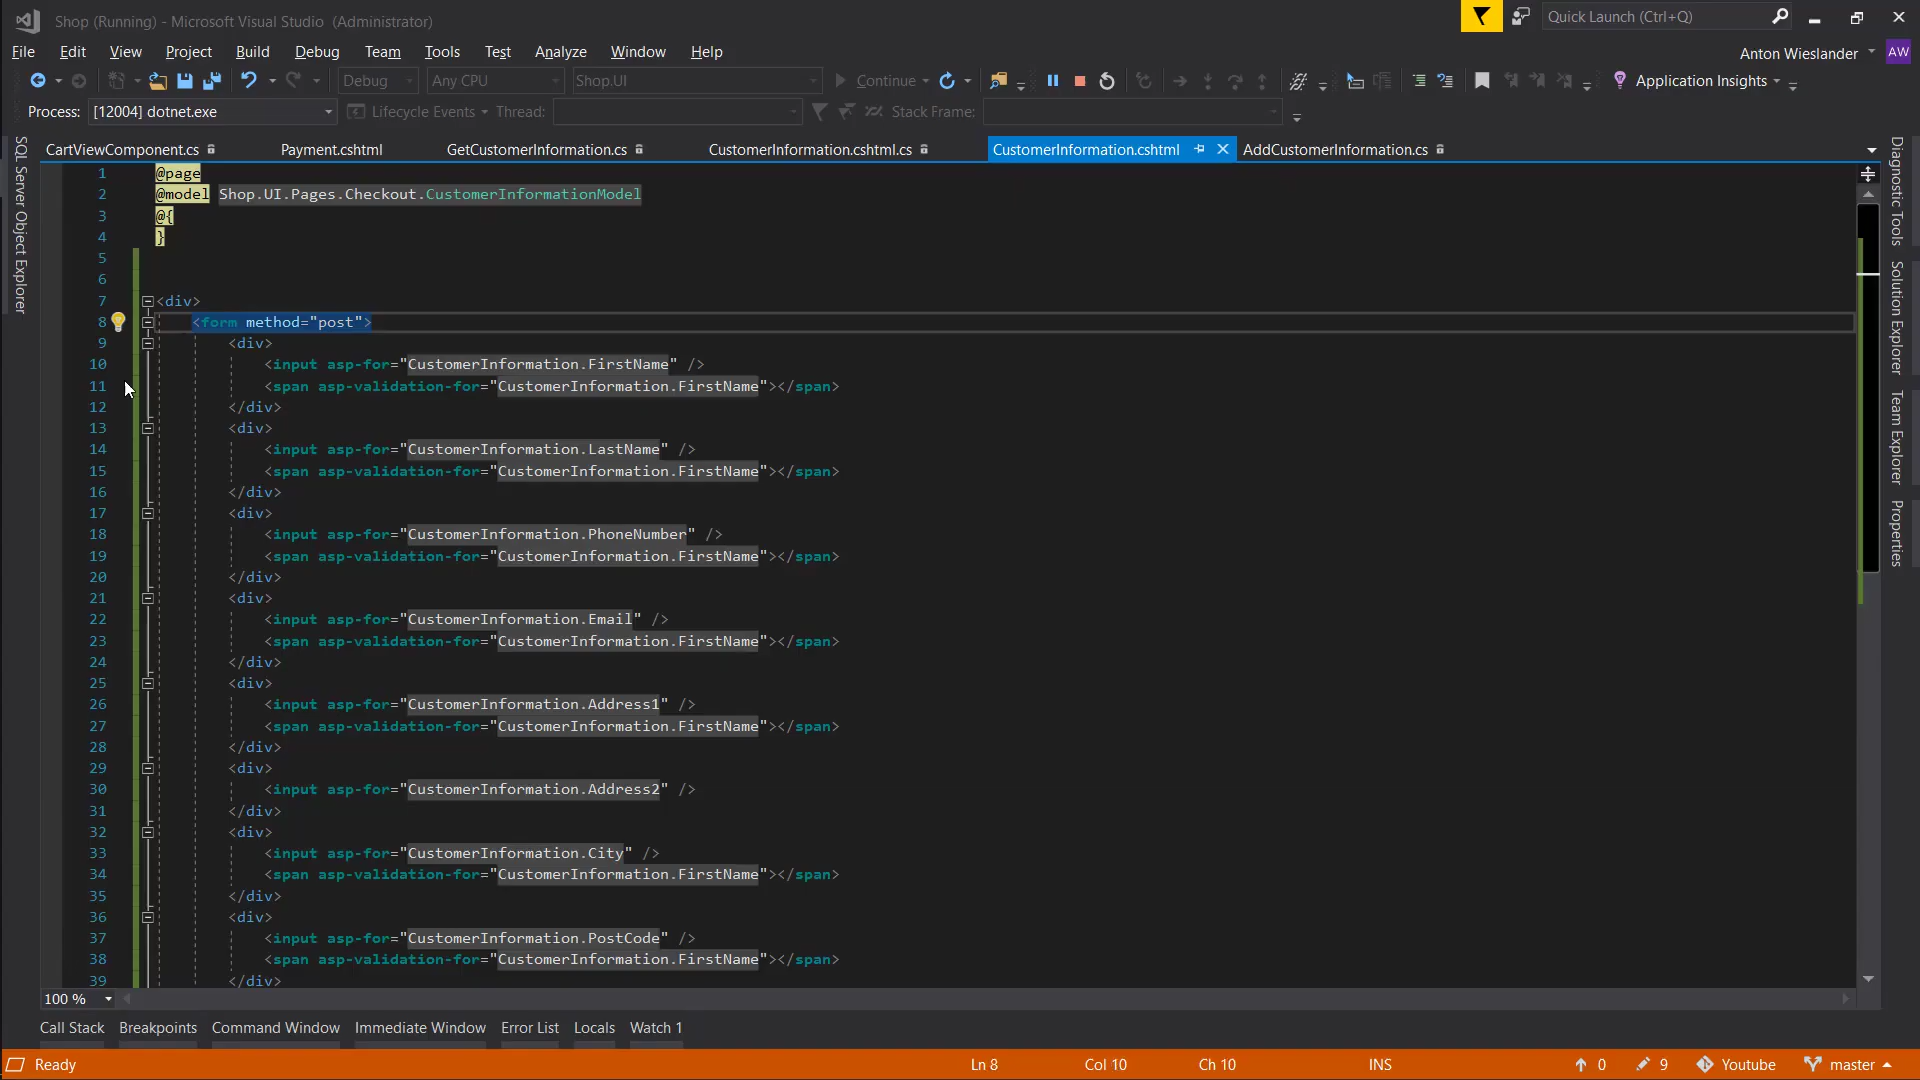 Shop (Running) - Microsoft Visual Studio (Administrator)
Quick Launch (Ctrl+Q)
File Edit View Project Build Debug Team Tools Test Analyze Window Help
Anton Wieslander AW
Debug Any CPU Shop.UI Continue Application Insights
Process: [12004] dotnet.exe Lifecycle Events Thread: Stack Frame:
CartViewComponent.cs Payment.cshtml GetCustomerInformation.cs CustomerInformation.cshtml.cs CustomerInformation.cshtml AddCustomerInformation.cs
SQL Server Object Explorer
1 @page
2 @model Shop.UI.Pages.Checkout.CustomerInformationModel
3 @{
4 }
5
6
7 <div>
8 <form method="post">
9 <div>
10 <input asp-for="CustomerInformation.FirstName" />
11 <span asp-validation-for="CustomerInformation.FirstName"></span>
12 </div>
13 <div>
14 <input asp-for="CustomerInformation.LastName" />
15 <span asp-validation-for="CustomerInformation.FirstName"></span>
16 </div>
17 <div>
18 <input asp-for="CustomerInformation.PhoneNumber" />
19 <span asp-validation-for="CustomerInformation.FirstName"></span>
20 </div>
21 <div>
22 <input asp-for="CustomerInformation.Email" />
23 <span asp-validation-for="CustomerInformation.FirstName"></span>
24 </div>
25 <div>
26 <input asp-for="CustomerInformation.Address1" />
27 <span asp-validation-for="CustomerInformation.FirstName"></span>
28 </div>
29 <div>
30 <input asp-for="CustomerInformation.Address2" />
31 </div>
32 <div>
33 <input asp-for="CustomerInformation.City" />
34 <span asp-validation-for="CustomerInformation.FirstName"></span>
35 </div>
36 <div>
37 <input asp-for="CustomerInformation.PostCode" />
38 <span asp-validation-for="CustomerInformation.FirstName"></span>
39 </div>
Diagnostic Tools
Solution Explorer
Team Explorer
Properties
100 %
Call Stack Breakpoints Command Window Immediate Window Error List Locals Watch 1
Ready Ln 8 Col 10 Ch 10 INS 0 9 Youtube master